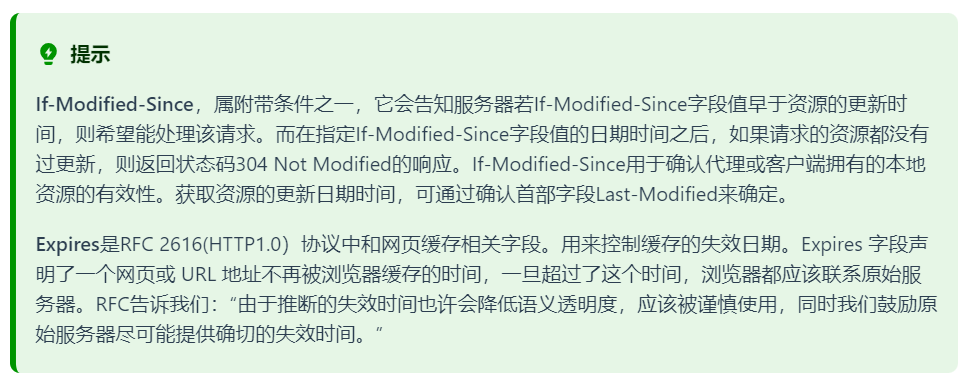 提示
If-Modified-Since，属附带条件之一，它会告知服务器若If-Modified-Since字段值早于资源的更新时
间，则希望能处理该请求。而在指定If-Modified-Since字段值的日期时间之后，如果请求的资源都没有
过更新，则返回状态码304 Not Modified的响应。If-Modified-Since用于确认代理或客户端拥有的本地
资源的有效性。获取资源的更新日期时间，可通过确认首部字段Last-Modified来确定。
Expires是RFC 2616(HTTP1.0）协议中和网页缓存相关字段。用来控制缓存的失效日期。Expires 字段声
明了一个网页或 URL 地址不再被浏览器缓存的时间，一旦超过了这个时间，浏览器都应该联系原始服
务器。RFC告诉我们：“由于推断的失效时间也许会降低语义透明度，应该被谨慎使用，同时我们鼓励原
始服务器尽可能提供确切的失效时间。“